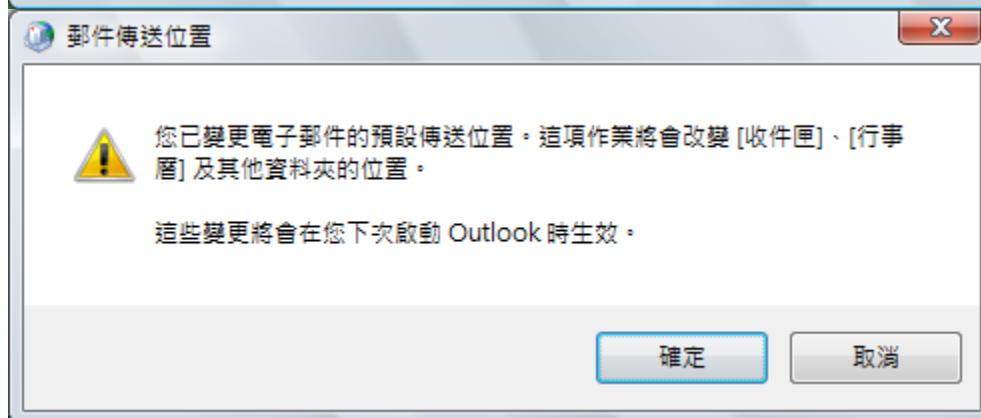 郵件傳送位置
您已變更電子郵件的預設傳送位置。這項作業將會改變 [收件匣]、[行事
曆] 及其他資料夾的位置。
這些變更將會在您下次啟動 Outlook 時生效。
確定
取消